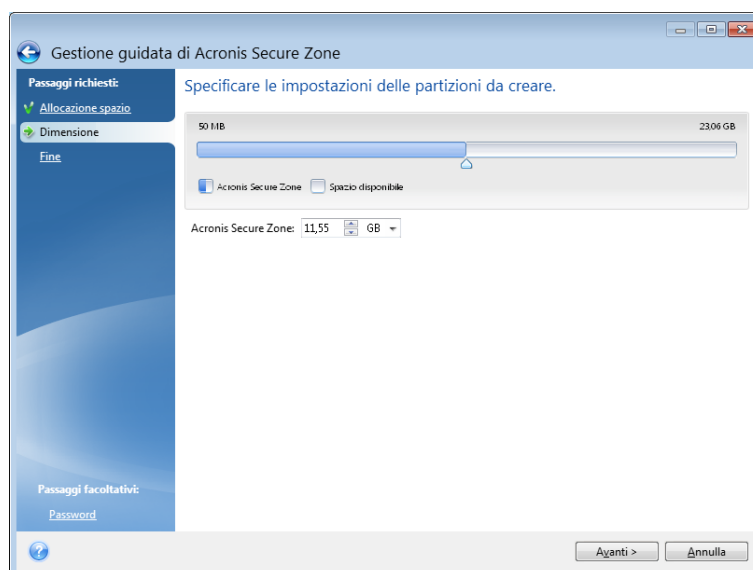 Gestione guidata di Acronis Secure Zone
Passaggi richiesti:
Allocazione spazio
Dimensione
Fine
Specificare le impostazioni delle partizioni da creare.
50 MB
23,06 GB
Acronis Secure Zone
Spazio disponibile
Acronis Secure Zone: 11,55 GB
Passaggi facoltativi:
Password
Avanti >
Annulla